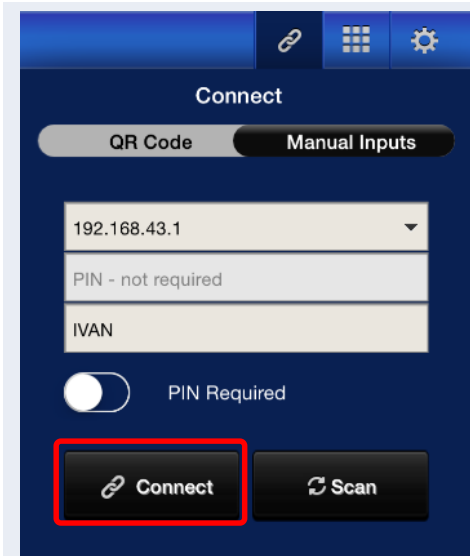 Connect
QR Code Manual Inputs
192.168.43.1
PIN - not required
IVAN
PIN Required
Connect Scan